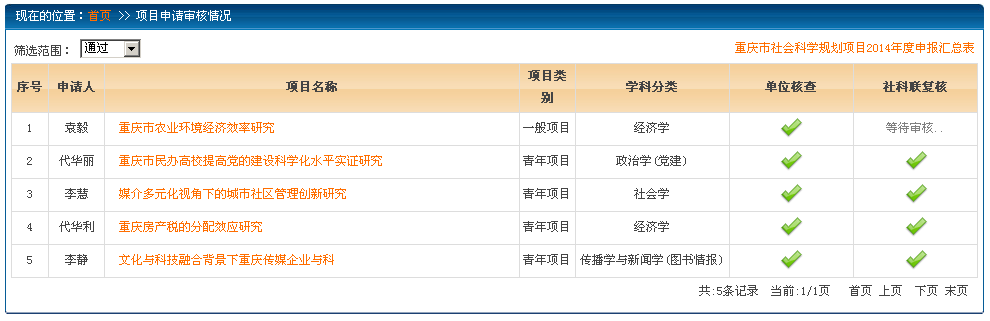 现在的位置：首页 >> 项目申请审核情况
筛选范围： 通过 重庆市社会科学规划项目2014年度申报汇总表
序号 申请人 项目名称 项目类别 学科分类 单位核查 社科联复核
1 袁毅 重庆市农业环境经济效率研究 一般项目 经济学 等待审核..
2 代华丽 重庆市民办高校提高党的建设科学化水平实证研究 青年项目 政治学(党建)
3 李慧 媒介多元化视角下的城市社区管理创新研究 青年项目 社会学
4 代华利 重庆房产税的分配效应研究 青年项目 经济学
5 李静 文化与科技融合背景下重庆传媒企业与科 青年项目 传播学与新闻学(图书情报)
共:5条记录 当前:1/1页 首页 上页 下页 末页